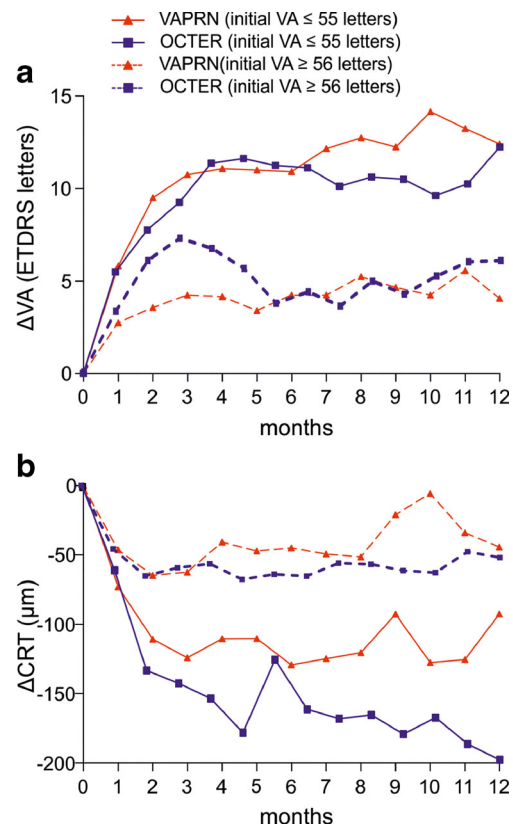 VAPRN (initial VA ≤ 55 letters)
OCTER (initial VA ≤ 55 letters)
VAPRN(initial VA ≥ 56 letters)
OCTER (initial VA ≥ 56 letters)
a
15
10
5
0
ΔVA (ETDRS letters)
0 1 2 3 4 5 6 7 8 9 10 11 12
months
b
0
-50
-100
-150
-200
ΔCRT (µm)
0 1 2 3 4 5 6 7 8 9 10 11 12
months